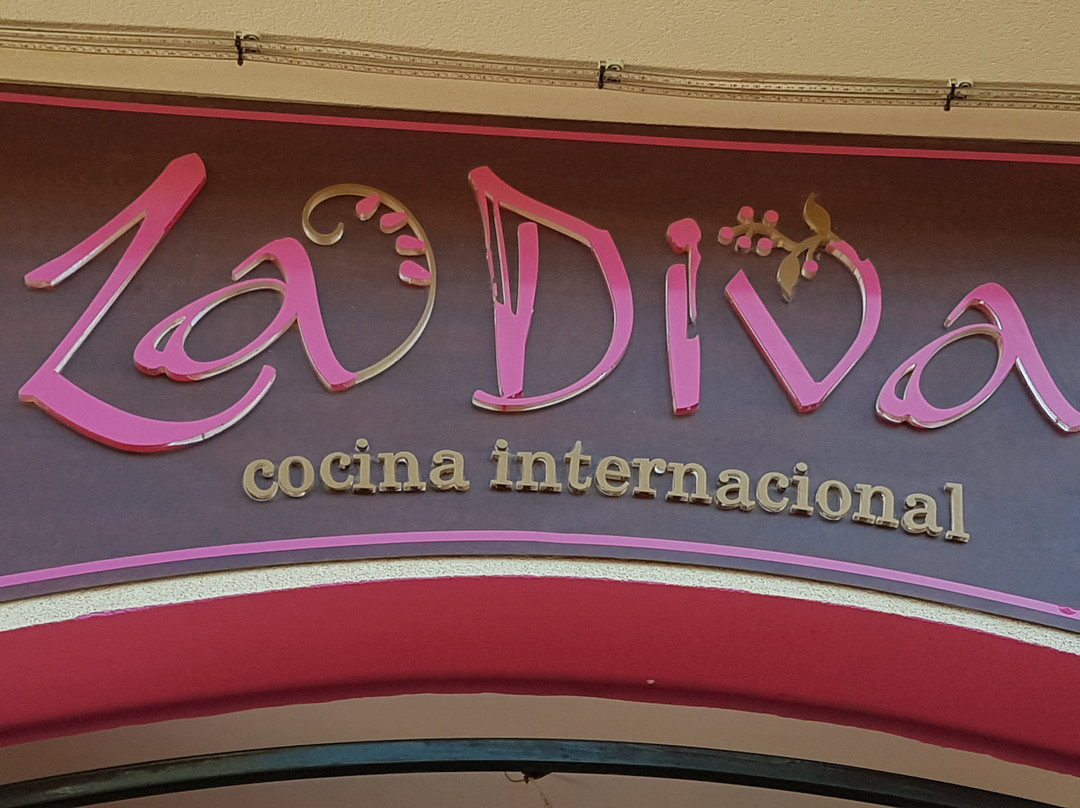 La Diva
cocina internacional